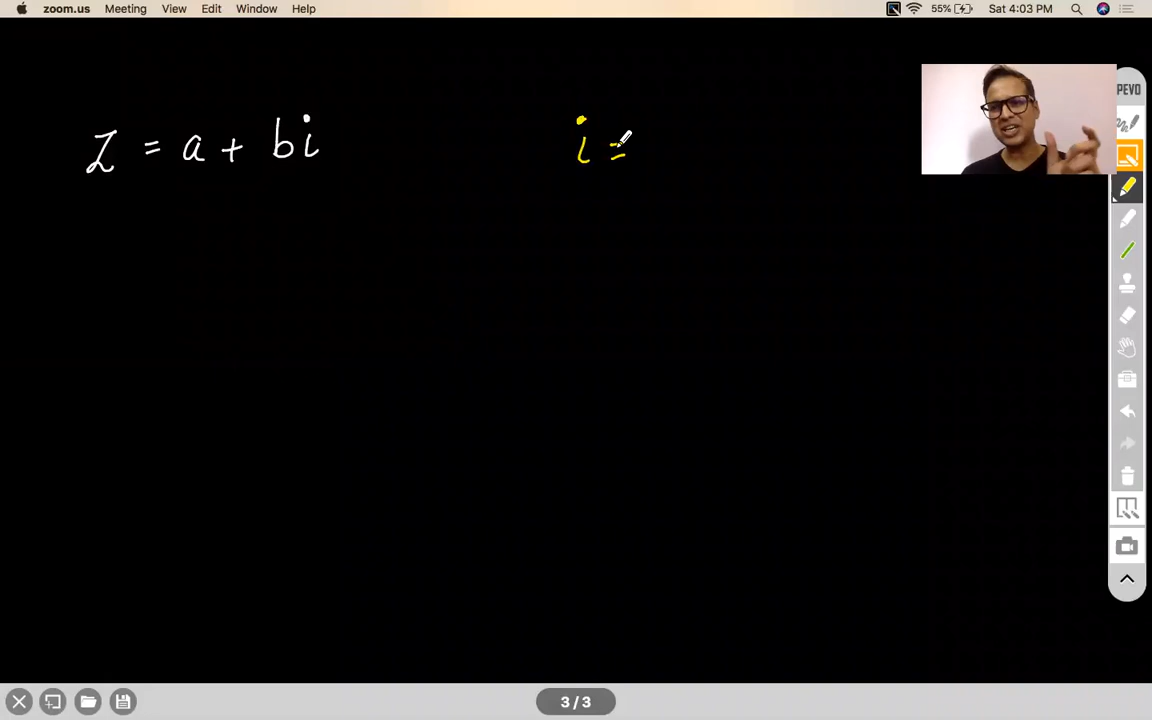 zoom.us Meeting View Edit Window Help 55% Sat 4:03 PM
PEVO
z = a + bi i =
3 / 3